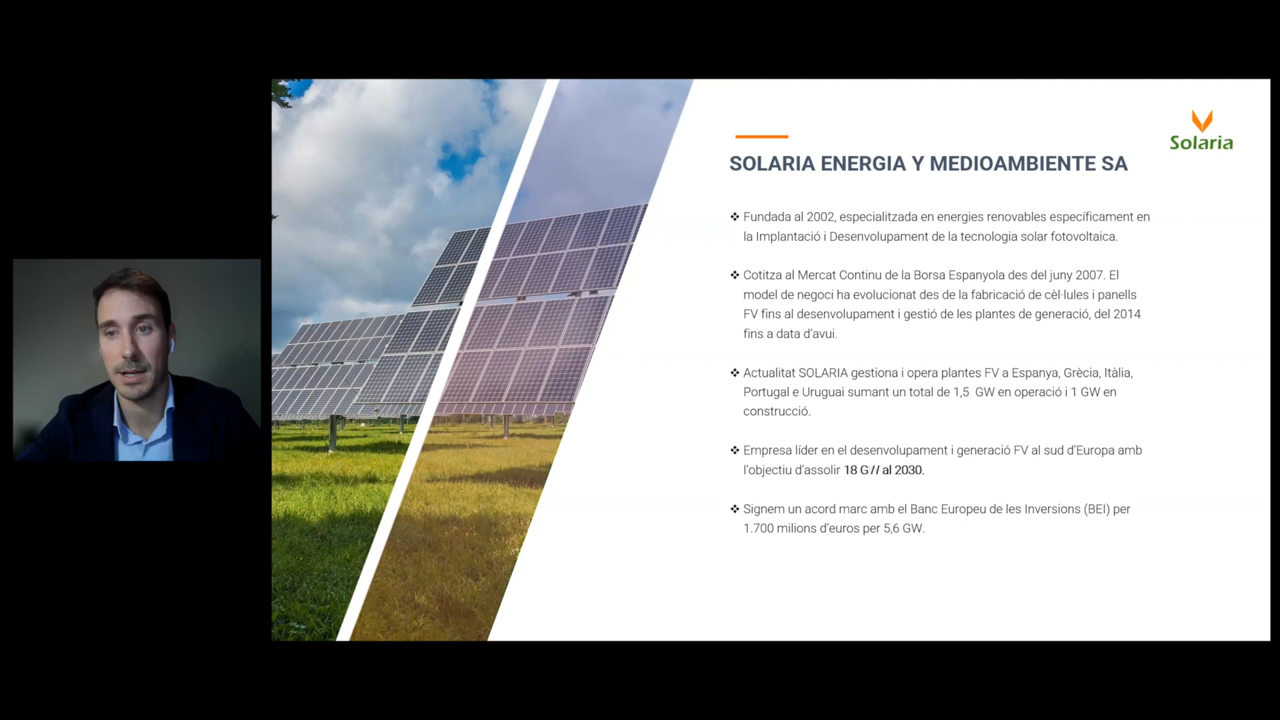 Solaria
SOLARIA ENERGIA Y MEDIOAMBIENTE SA
❖ Fundada al 2002, especialitzada en energies renovables específicament en
la Implantació i Desenvolupament de la tecnologia solar fotovoltaica.
❖ Cotitza al Mercat Continu de la Borsa Espanyola des del juny 2007. El
model de negoci ha evolucionat des de la fabricació de cèl·lules i panells
FV fins al desenvolupament i gestió de les plantes de generació, del 2014
fins a data d'avui.
❖ Actualitat SOLARIA gestiona i opera plantes FV a Espanya, Grècia, Itàlia,
Portugal e Uruguai sumant un total de 1,5 GW en operació i 1 GW en
construcció.
❖ Empresa líder en el desenvolupament i generació FV al sud d'Europa amb
l'objectiu d'assolir 18 G// al 2030.
❖ Signem un acord marc amb el Banc Europeu de les Inversions (BEI) per
1.700 milions d'euros per 5,6 GW.